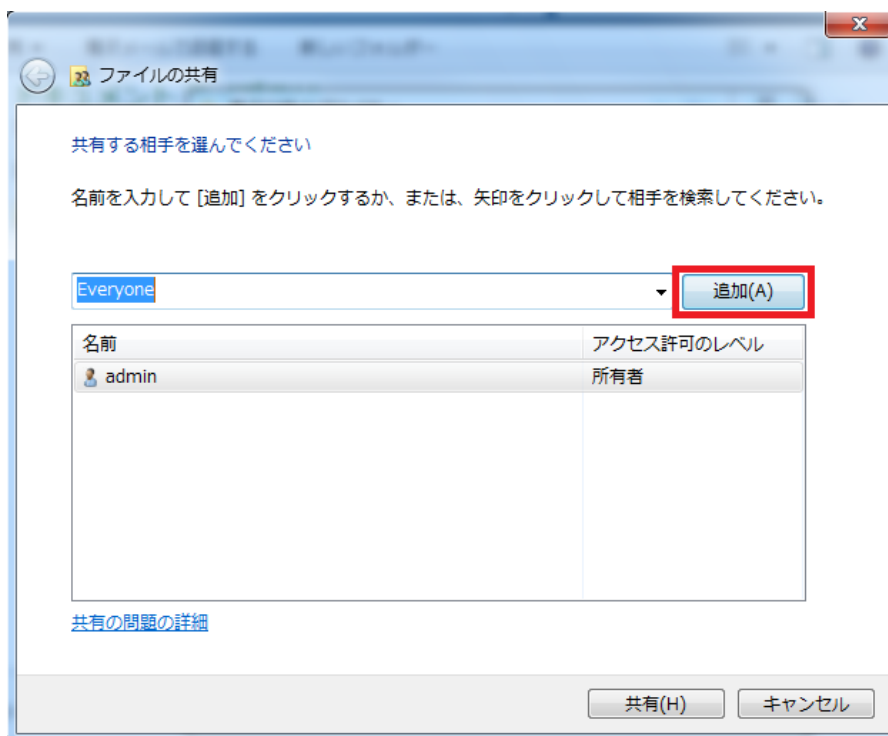 ファイルの共有
共有する相手を選んでください
名前を入力して [追加] をクリックするか、または、矢印をクリックして相手を検索してください。
Everyone 追加(A)
名前 アクセス許可のレベル
admin 所有者
共有の問題の詳細
共有(H) キャンセル